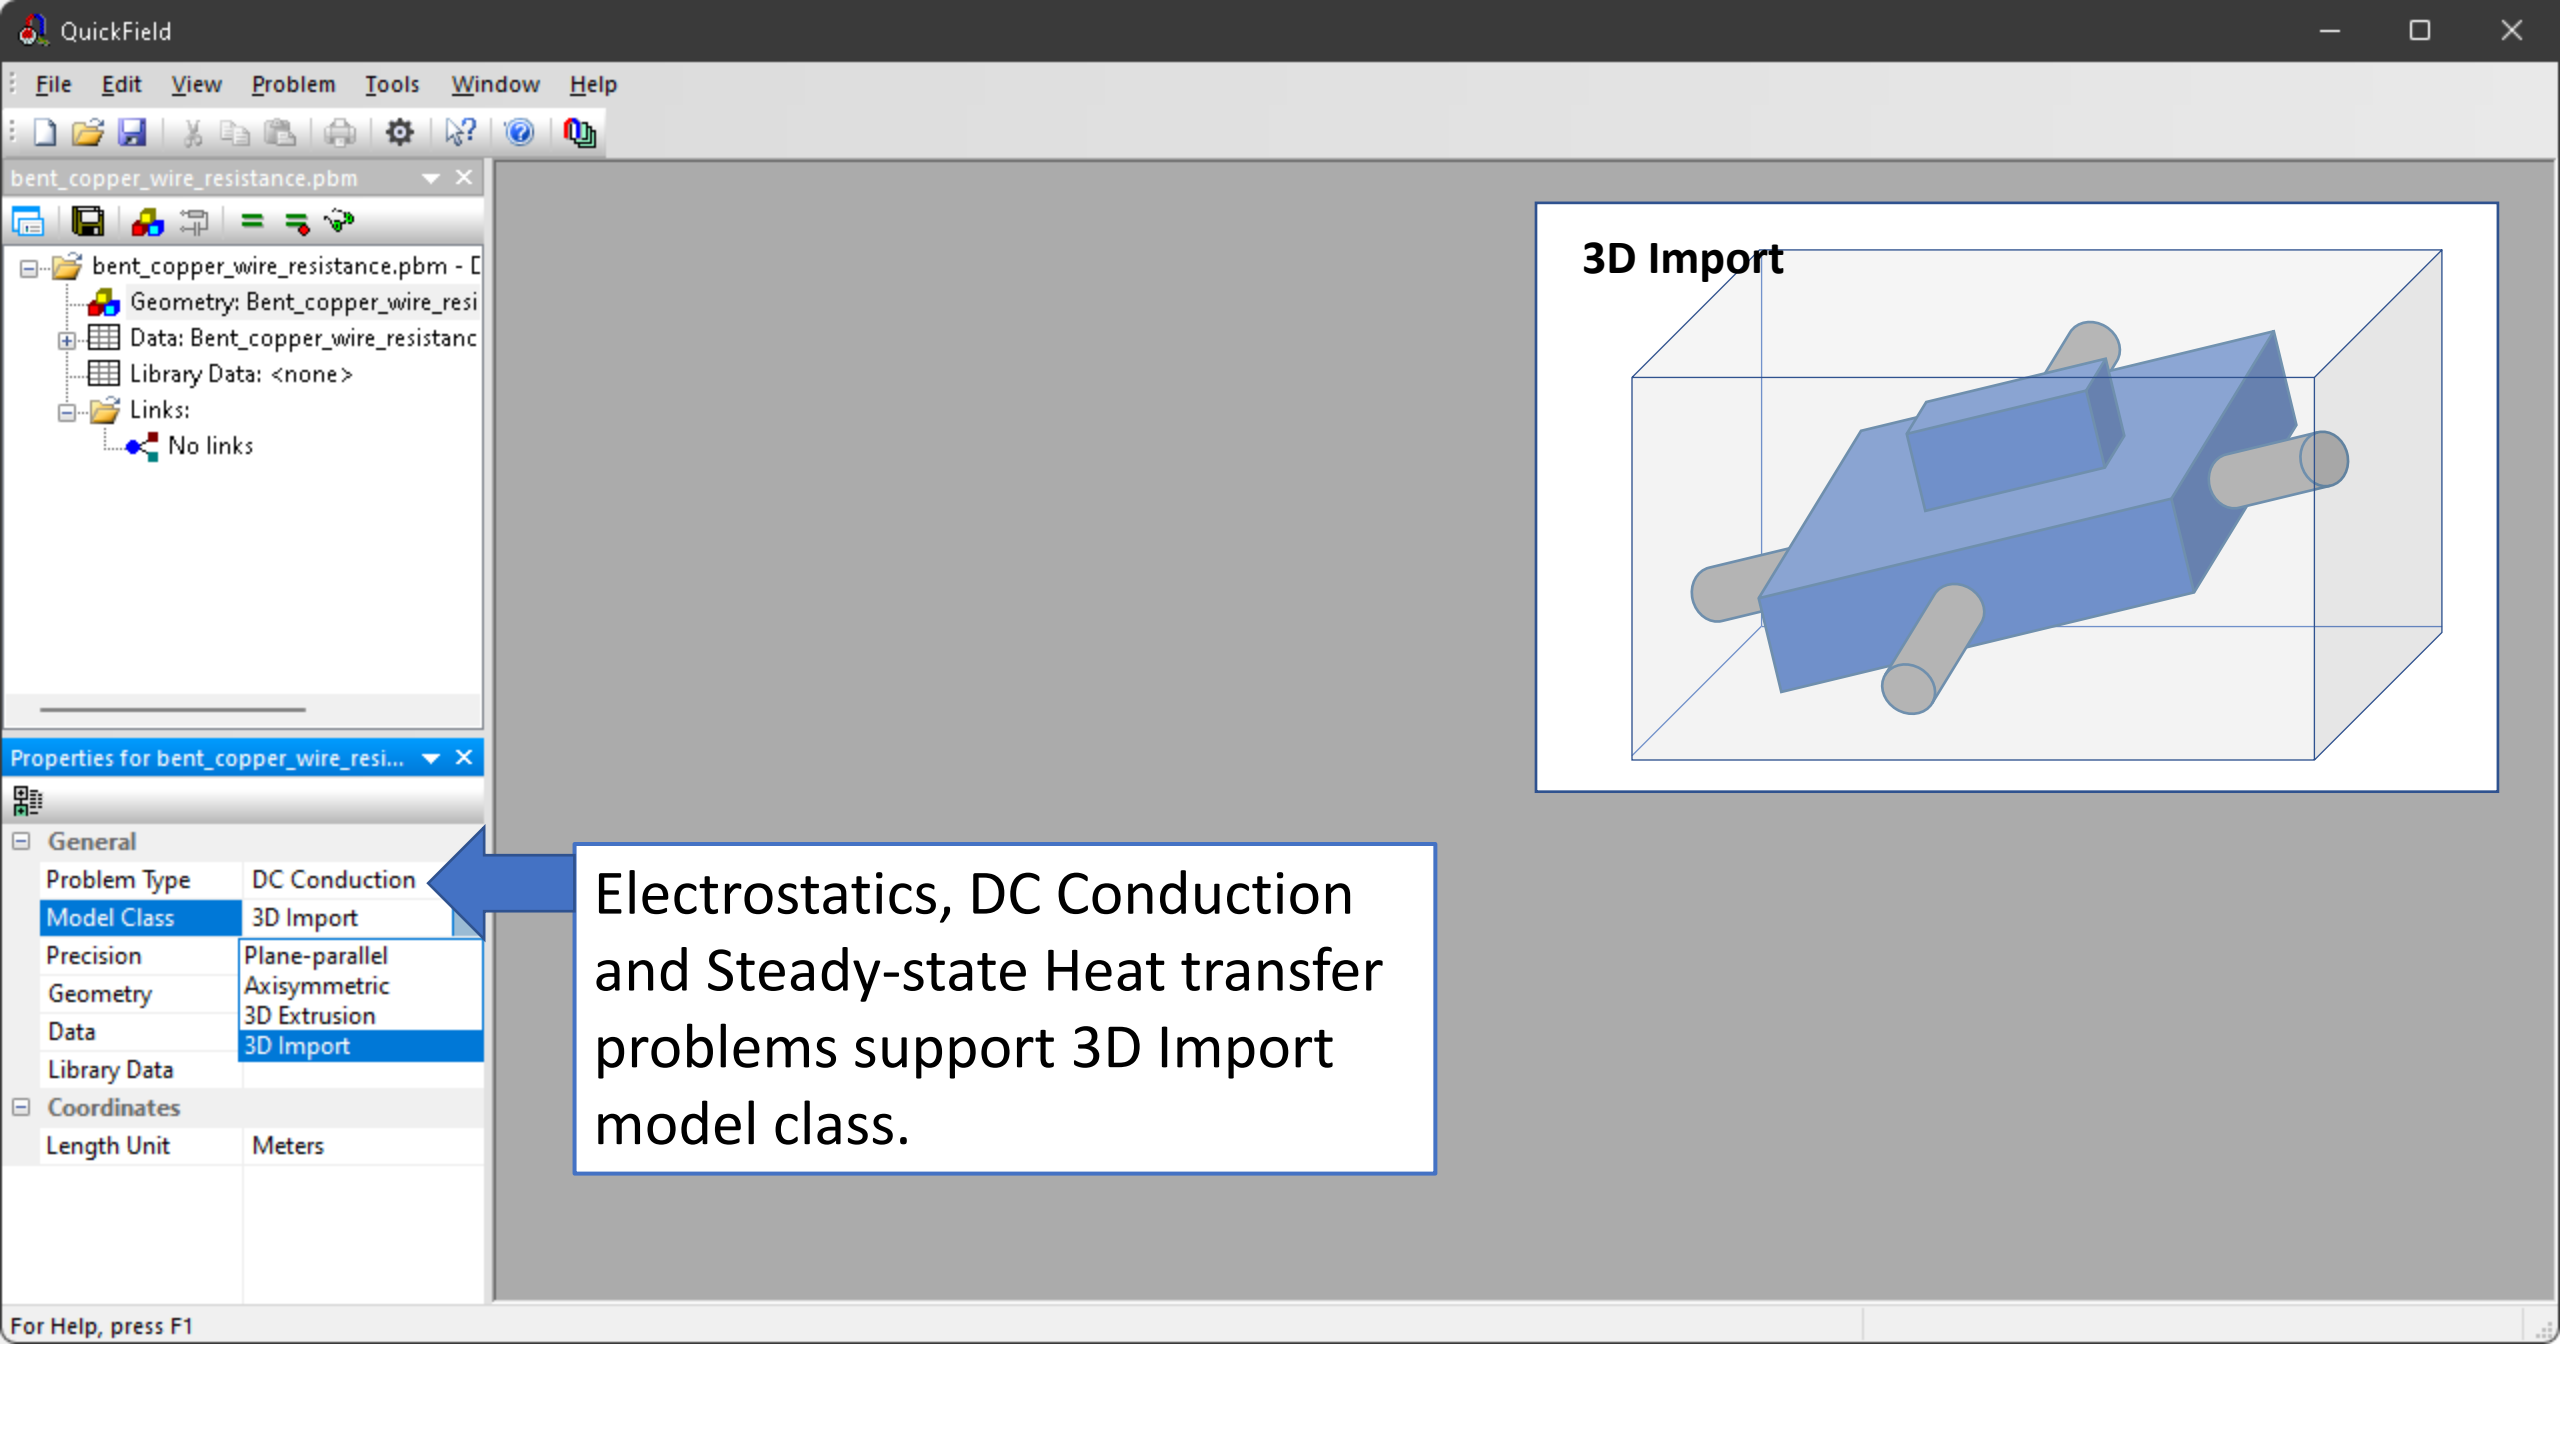 QuickField
File Edit View Problem Tools Window Help
bent_copper_wire_resistance.pbm
bent_copper_wire_resistance.pbm - D
Geometry: Bent_copper_wire_resi
Data: Bent_copper_wire_resistanc
Library Data: <none>
Links:
No links
Properties for bent_copper_wire_resi...
General
Problem Type DC Conduction
Model Class 3D Import
Precision Plane-parallel
Axisymmetric
Geometry
3D Extrusion
Data
3D Import
Library Data
Coordinates
Length Unit Meters
3D Import
Electrostatics, DC Conduction
and Steady-state Heat transfer
problems support 3D Import
model class.
For Help, press F1